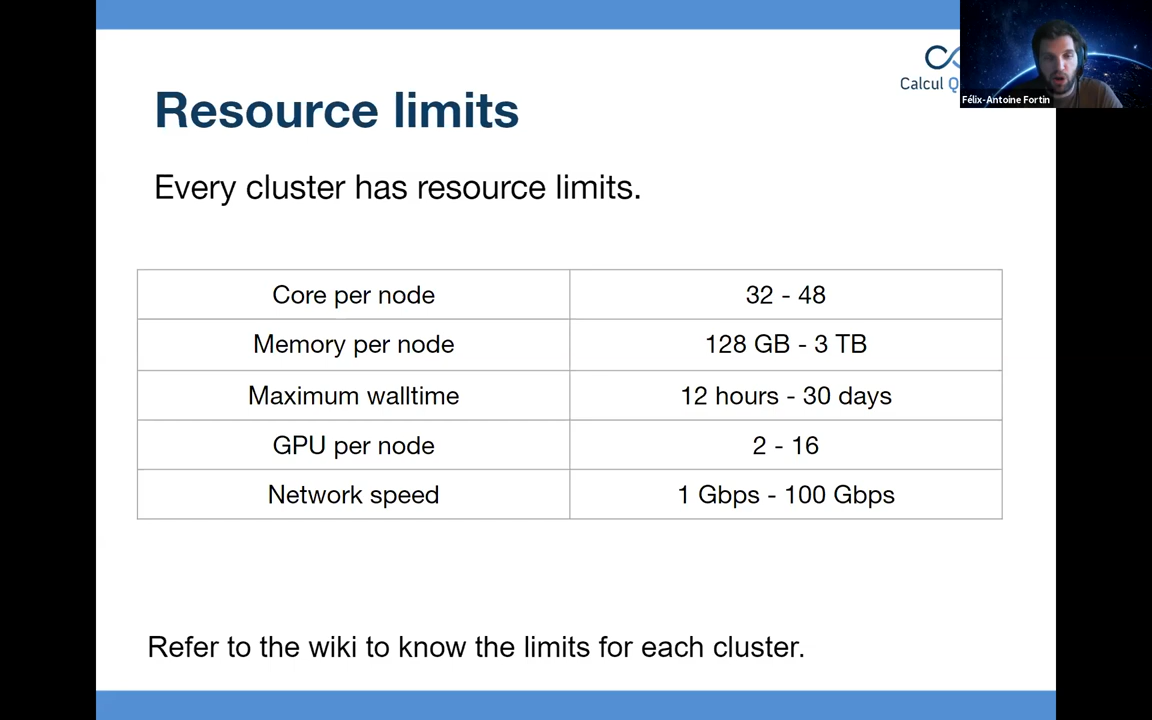 Resource limits
Calcul Q
Félix-Antoine Fortin
Every cluster has resource limits.
Core per node 32 - 48
Memory per node 128 GB - 3 TB
Maximum walltime 12 hours - 30 days
GPU per node 2 - 16
Network speed 1 Gbps - 100 Gbps
Refer to the wiki to know the limits for each cluster.